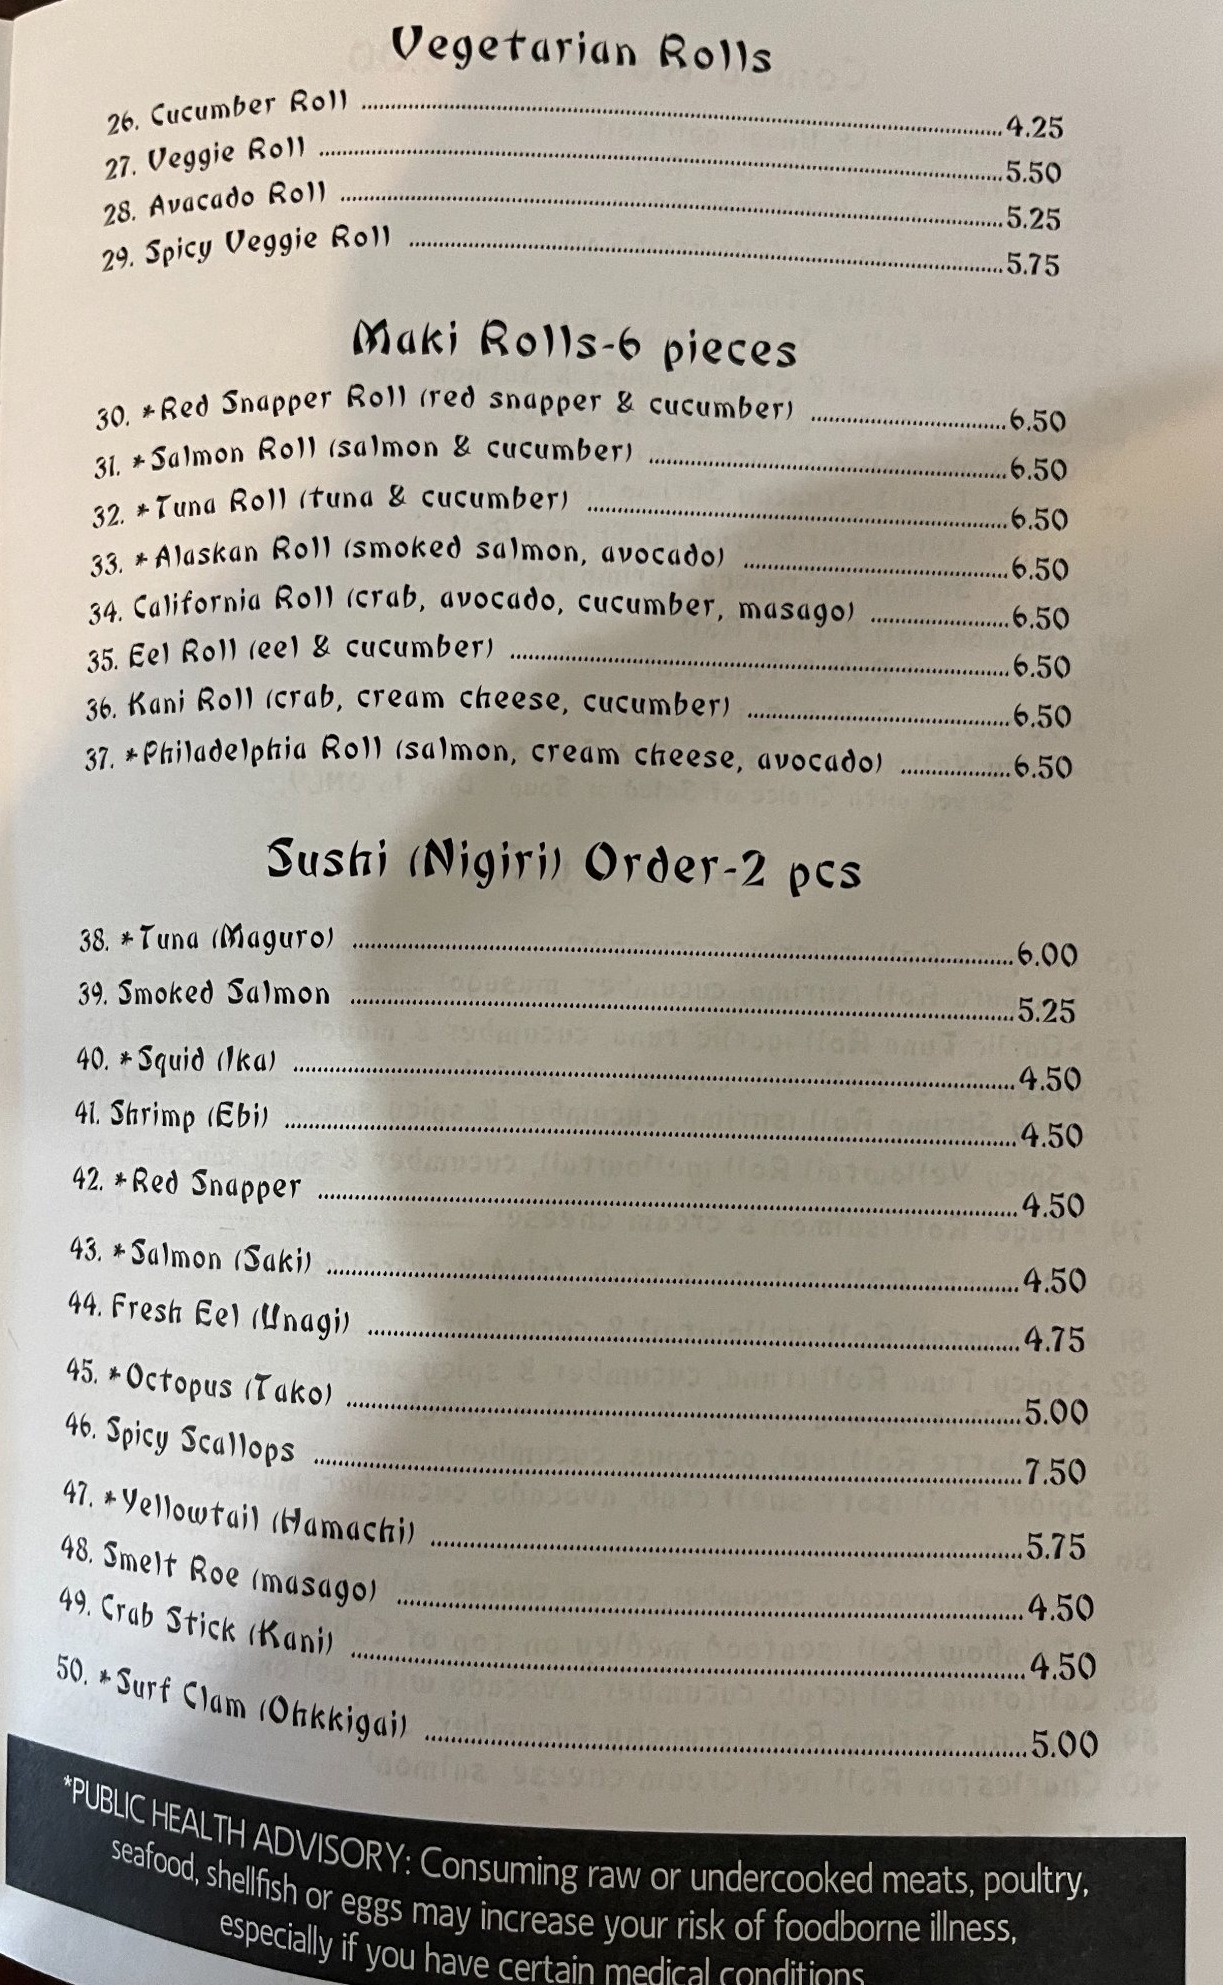 Vegetarian Rolls
26. Cucumber Roll ........ 4.25
27. Veggie Roll ........ 5.50
28. Avacado Roll ........ 5.25
29. Spicy Veggie Roll ........ 5.75
Maki Rolls-6 pieces
30. *Red Snapper Roll (red snapper & cucumber) ........ 6.50
31. *Salmon Roll (salmon & cucumber) ........ 6.50
32. *Tuna Roll (tuna & cucumber) ........ 6.50
33. *Alaskan Roll (smoked salmon, avocado) ........ 6.50
34. California Roll (crab, avocado, cucumber, masago) ........ 6.50
35. Eel Roll (eel & cucumber) ........ 6.50
36. Kani Roll (crab, cream cheese, cucumber) ........ 6.50
37. *Philadelphia Roll (salmon, cream cheese, avocado) ........ 6.50
Sushi (Nigiri) Order-2 pcs
38. *Tuna (Maguro) ........ 6.00
39. Smoked Salmon ........ 5.25
40. *Squid (Ika) ........ 4.50
41. Shrimp (Ebi) ........ 4.50
42. *Red Snapper ........ 4.50
43. *Salmon (Saki) ........ 4.50
44. Fresh Eel (Unagi) ........ 4.75
45. *Octopus (Tako) ........ 5.00
46. Spicy Scallops ........ 7.50
47. *Yellowtail (Hamachi) ........ 5.75
48. Smelt Roe (masago) ........ 4.50
49. Crab Stick (Kani) ........ 4.50
50. *Surf Clam (Ohkkigai) ........ 5.00
*PUBLIC HEALTH ADVISORY: Consuming raw or undercooked meats, poultry,
seafood, shellfish or eggs may increase your risk of foodborne illness,
especially if you have certain medical conditions